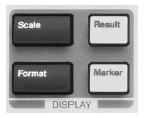 Scale Result
Format Marker
DISPLAY